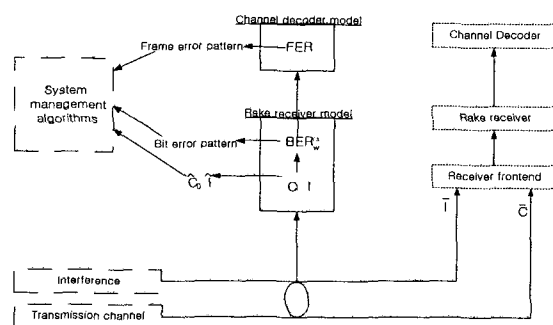 Channel decoder model
FER
Frame error pattern
System
management
algorithms
Rake receiver model
Bit error pattern
BER
Channel Decoder
Rake receiver
Receiver frontend
Ī
C̄
Interference
Transmission channel